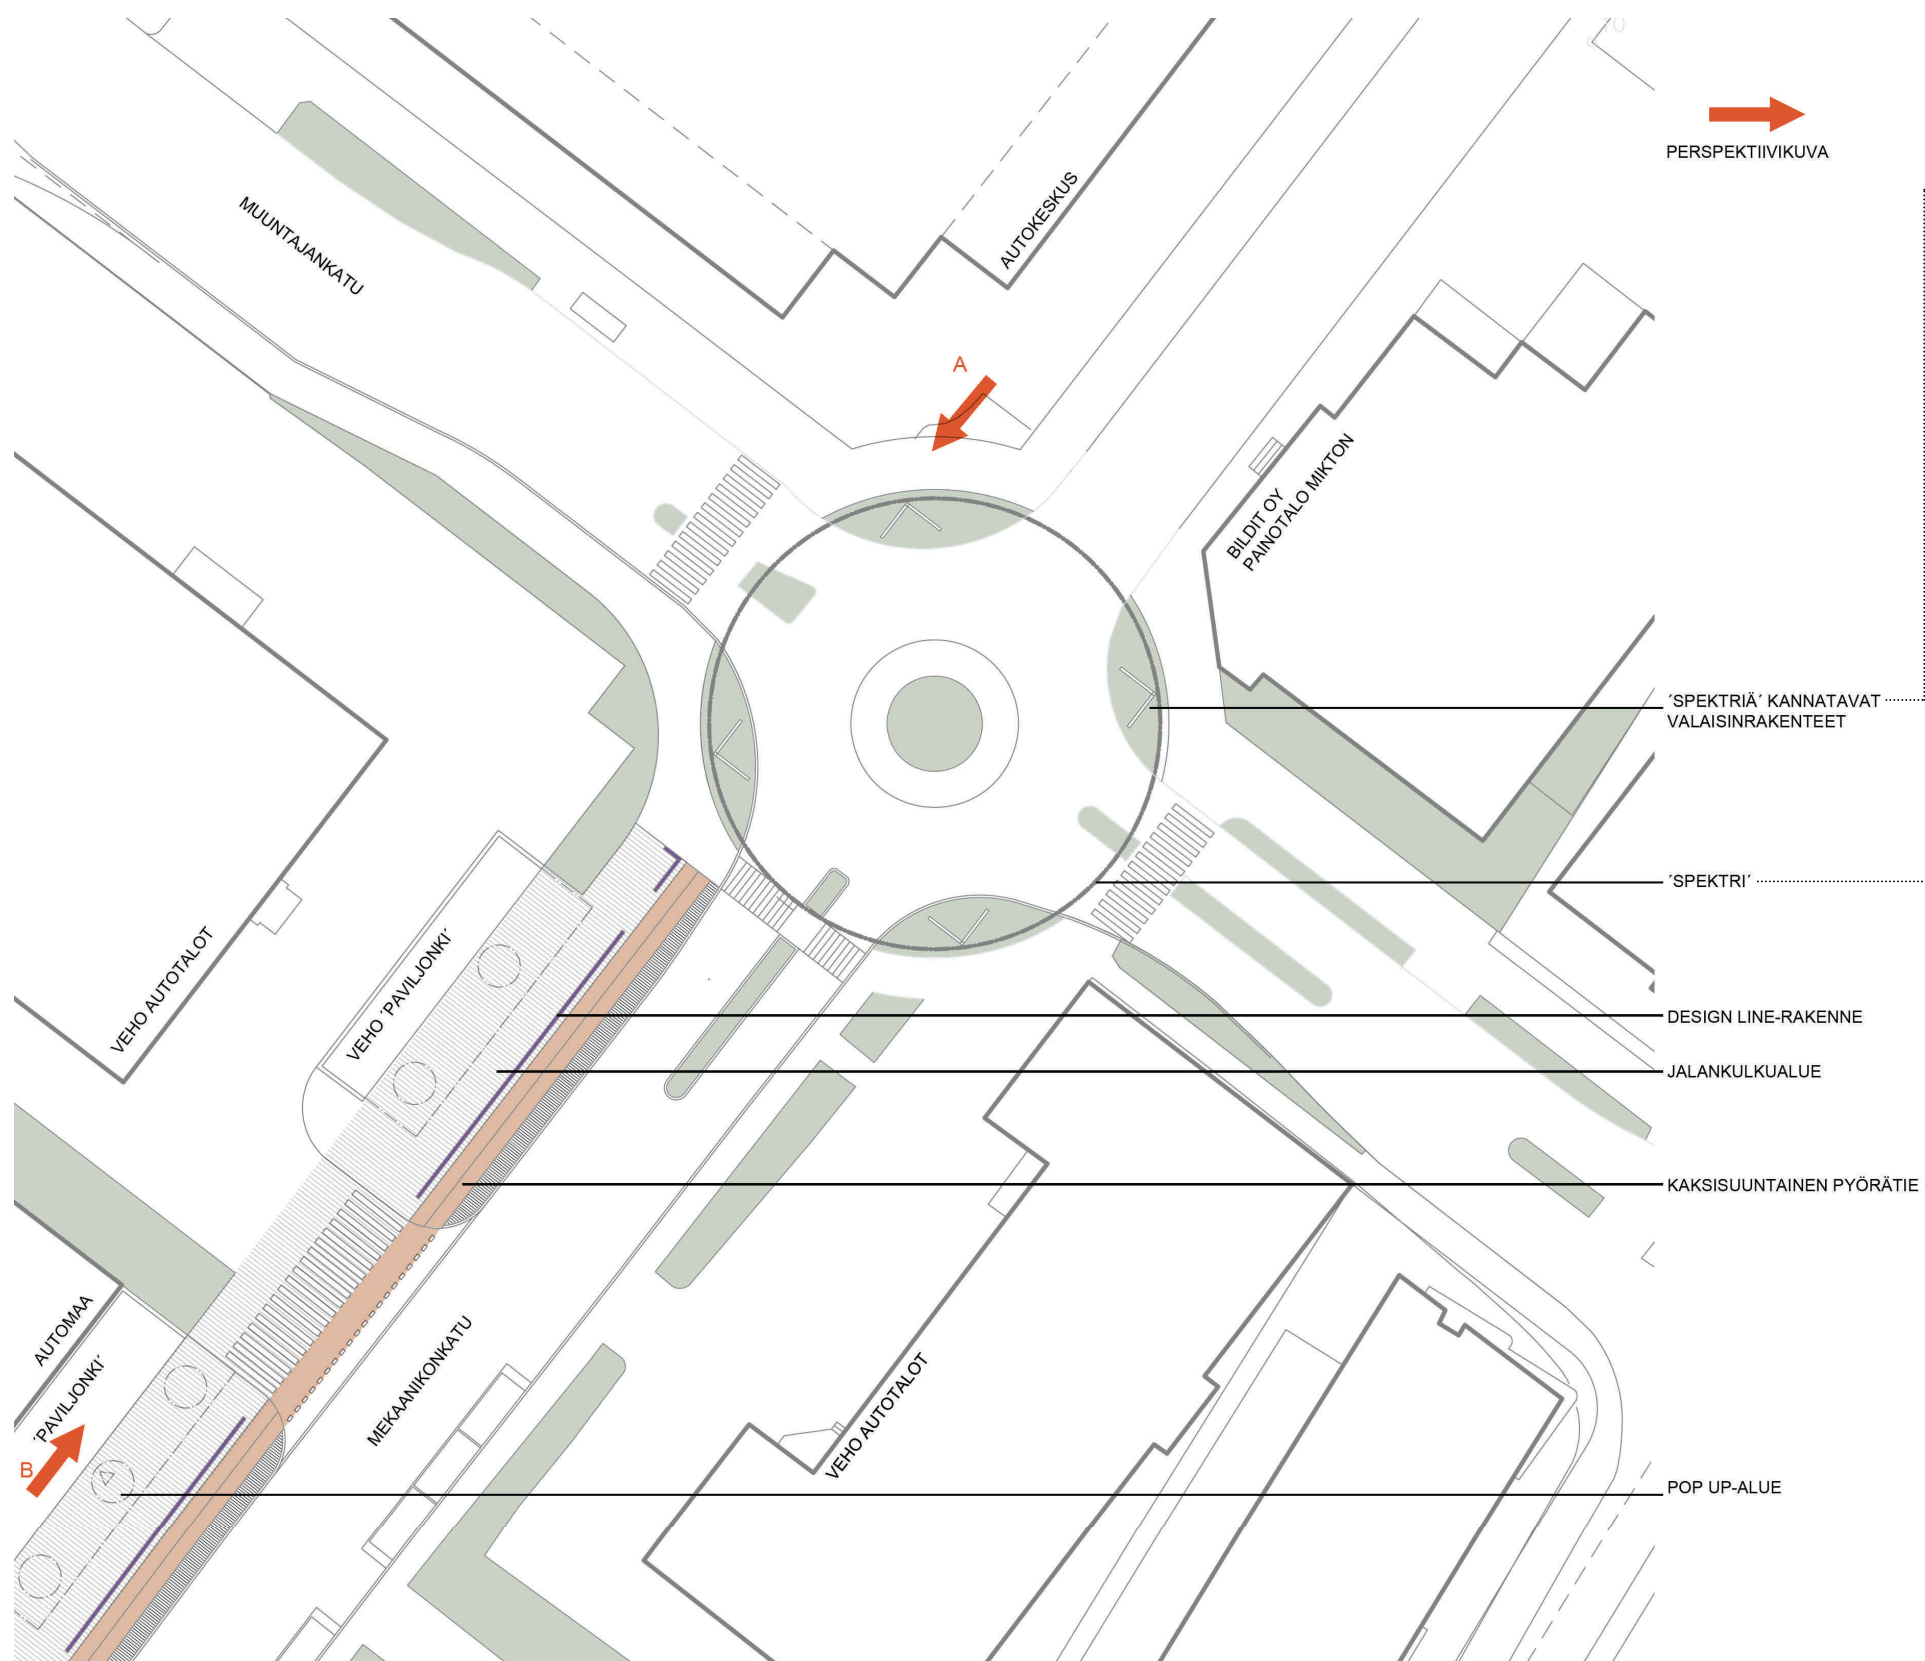 PERSPEKTIIVIKUVA
MUUNTAJANKATU
AUTOKESKUS
A
BILDIT OY
PAINOTALO MIKTON
´SPEKTRIÄ´ KANNATAVAT
VALAISINRAKENTEET
´SPEKTRI´
VEHO AUTOTALOT
VEHO ´PAVILJONKI´
DESIGN LINE-RAKENNE
JALANKULKUALUE
KAKSISUUNTAINEN PYÖRÄTIE
AUTOMAA
´PAVILJONKI´
B
MEKAANIKONKATU
VEHO AUTOTALOT
POP UP-ALUE